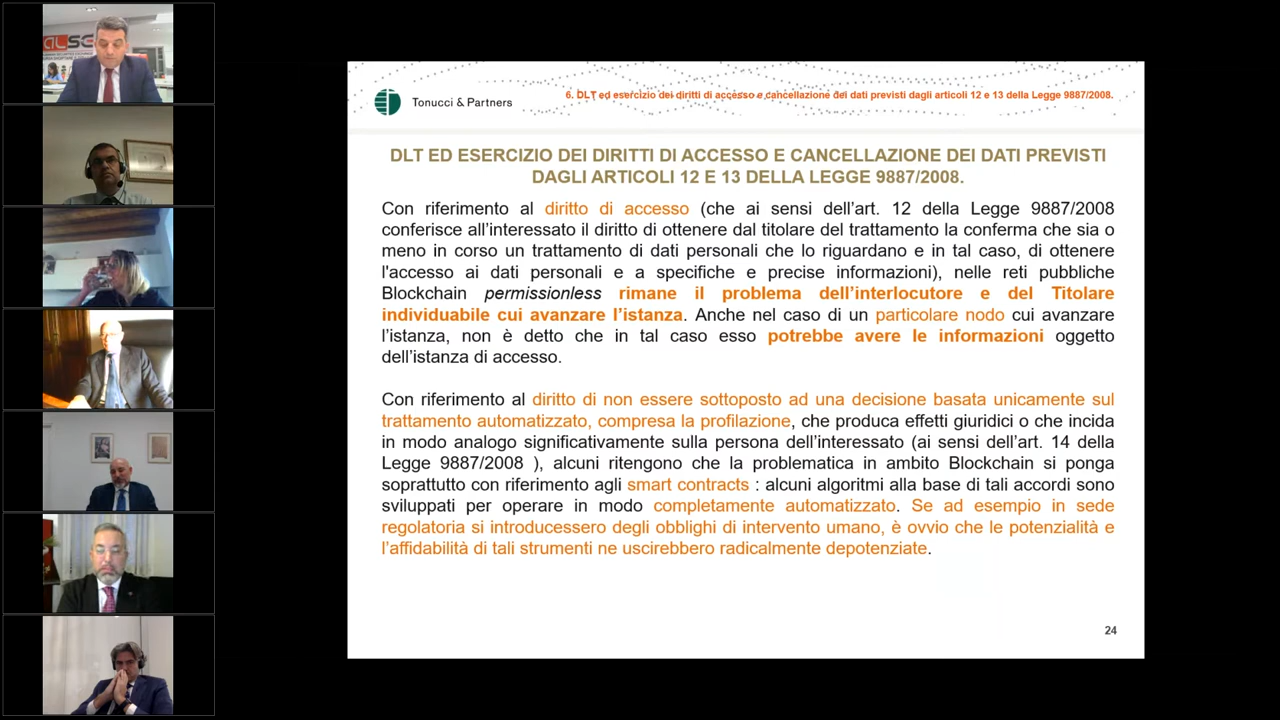 ALSE
Tonucci & Partners
6. DLT ed esercizio dei diritti di accesso e cancellazione dei dati previsti dagli articoli 12 e 13 della Legge 9887/2008.
DLT ED ESERCIZIO DEI DIRITTI DI ACCESSO E CANCELLAZIONE DEI DATI PREVISTI
DAGLI ARTICOLI 12 E 13 DELLA LEGGE 9887/2008.
Con riferimento al diritto di accesso (che ai sensi dell'art. 12 della Legge 9887/2008
conferisce all'interessato il diritto di ottenere dal titolare del trattamento la conferma che sia o
meno in corso un trattamento di dati personali che lo riguardano e in tal caso, di ottenere
l'accesso ai dati personali e a specifiche e precise informazioni), nelle reti pubbliche
Blockchain permissionless rimane il problema dell'interlocutore e del Titolare
individuabile cui avanzare l'istanza. Anche nel caso di un particolare nodo cui avanzare
l'istanza, non è detto che in tal caso esso potrebbe avere le informazioni oggetto
dell'istanza di accesso.
Con riferimento al diritto di non essere sottoposto ad una decisione basata unicamente sul
trattamento automatizzato, compresa la profilazione, che produca effetti giuridici o che incida
in modo analogo significativamente sulla persona dell'interessato (ai sensi dell'art. 14 della
Legge 9887/2008 ), alcuni ritengono che la problematica in ambito Blockchain si ponga
soprattutto con riferimento agli smart contracts : alcuni algoritmi alla base di tali accordi sono
sviluppati per operare in modo completamente automatizzato. Se ad esempio in sede
regolatoria si introducessero degli obblighi di intervento umano, è ovvio che le potenzialità e
l'affidabilità di tali strumenti ne uscirebbero radicalmente depotenziate.
24